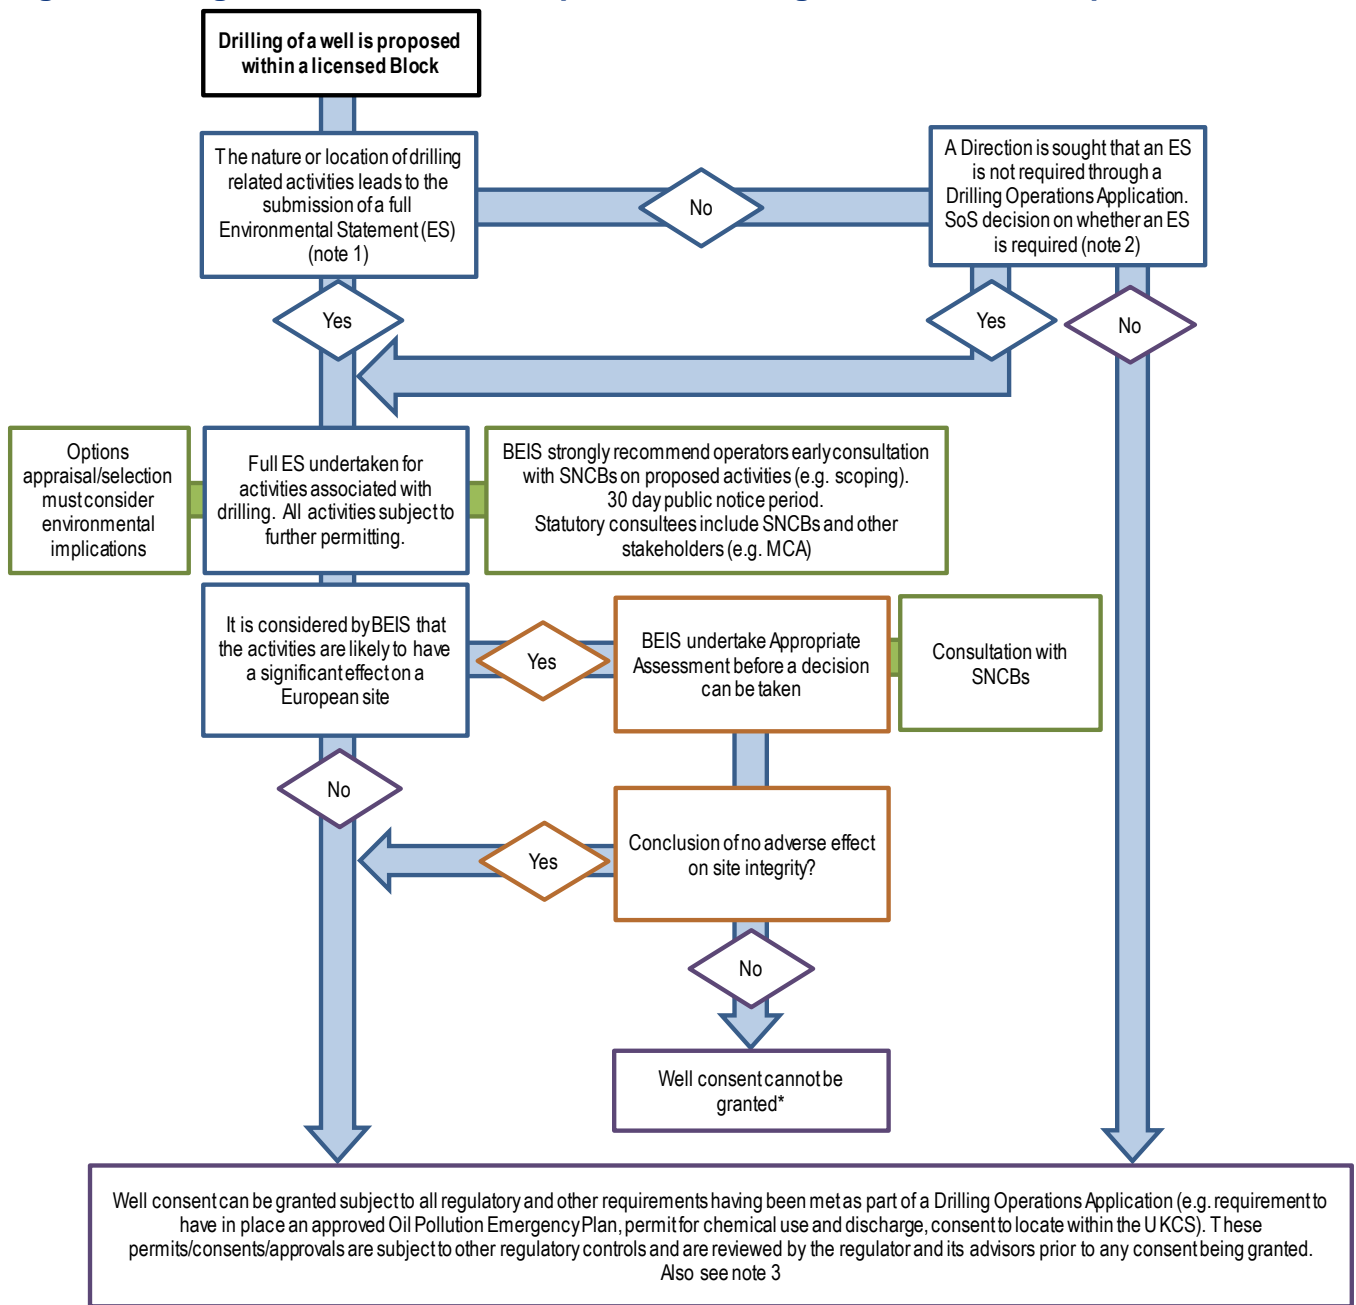 Drilling of a well is proposed
within a licensed Block
The nature or location of drilling
related activities leads to the
submission of a full
Environmental Statement (ES)
(note 1)
No
A Direction is sought that an ES
is not required through a
Drilling Operations Application.
SoS decision on whether an ES
is required (note 2)
Yes
Yes
No
Options
appraisal/selection
must consider
environmental
implications
Full ES undertaken for
activities associated with
drilling. All activities subject to
further permitting.
BEIS strongly recommend operators early consultation
with SNCBs on proposed activities (e.g. scoping).
30 day public notice period.
Statutory consultees include SNCBs and other
stakeholders (e.g. MCA)
It is considered by BEIS that
the activities are likely to have
a significant effect on a
European site
Yes
BEIS undertake Appropriate
Assessment before a decision
can be taken
Consultation with
SNCBs
No
Yes
Conclusion of no adverse effect
on site integrity?
No
Well consent cannot be
granted*
Well consent can be granted subject to all regulatory and other requirements having been met as part of a Drilling Operations Application (e.g. requirement to
have in place an approved Oil Pollution Emergency Plan, permit for chemical use and discharge, consent to locate within the UKCS). These
permits/consents/approvals are subject to other regulatory controls and are reviewed by the regulator and its advisors prior to any consent being granted.
Also see note 3